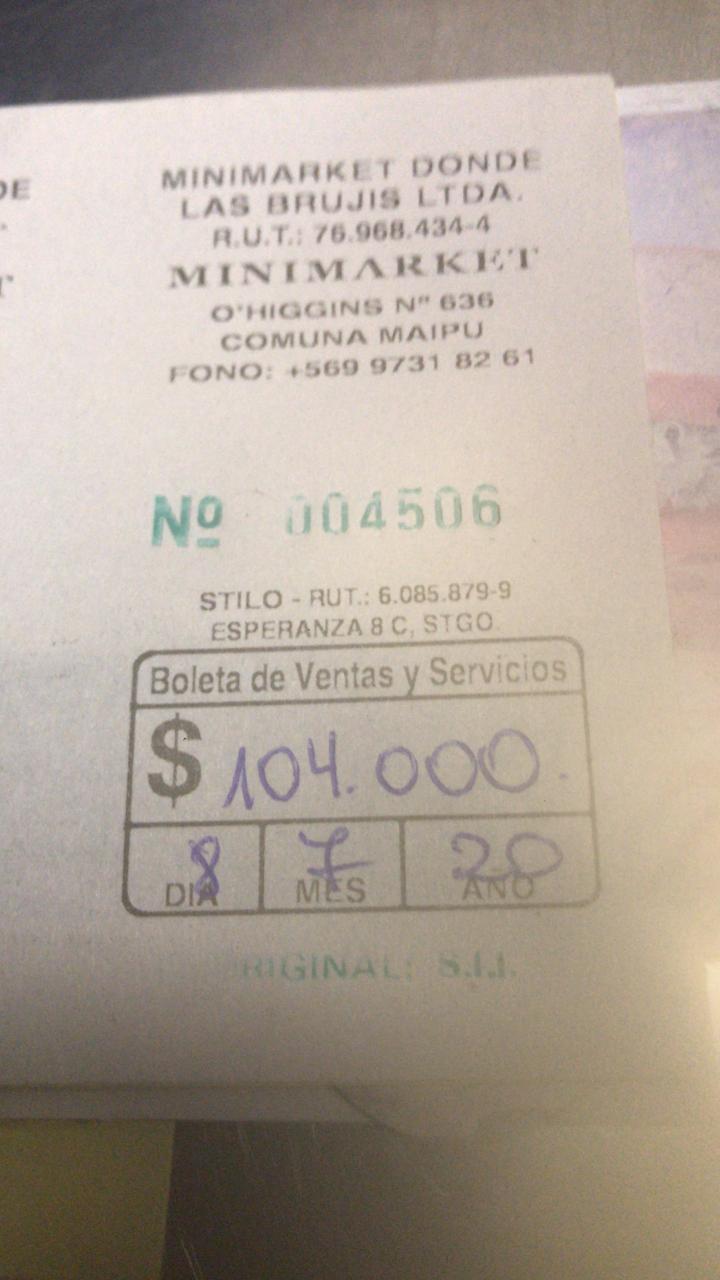 MINIMARKET DONDE
LAS BRUJIS LTDA.
R.U.T.: 76.968.434-4
MINIMARKET
O'HIGGINS N° 636
COMUNA MAIPU
FONO: +569 9731 82 61
Nº 004506
STILO - RUT.: 6.085.879-9
ESPERANZA 8 C, STGO.
Boleta de Ventas y Servicios
$ 104.000.
8 7 20
DIA MES AÑO
ORIGINAL: S.I.I.